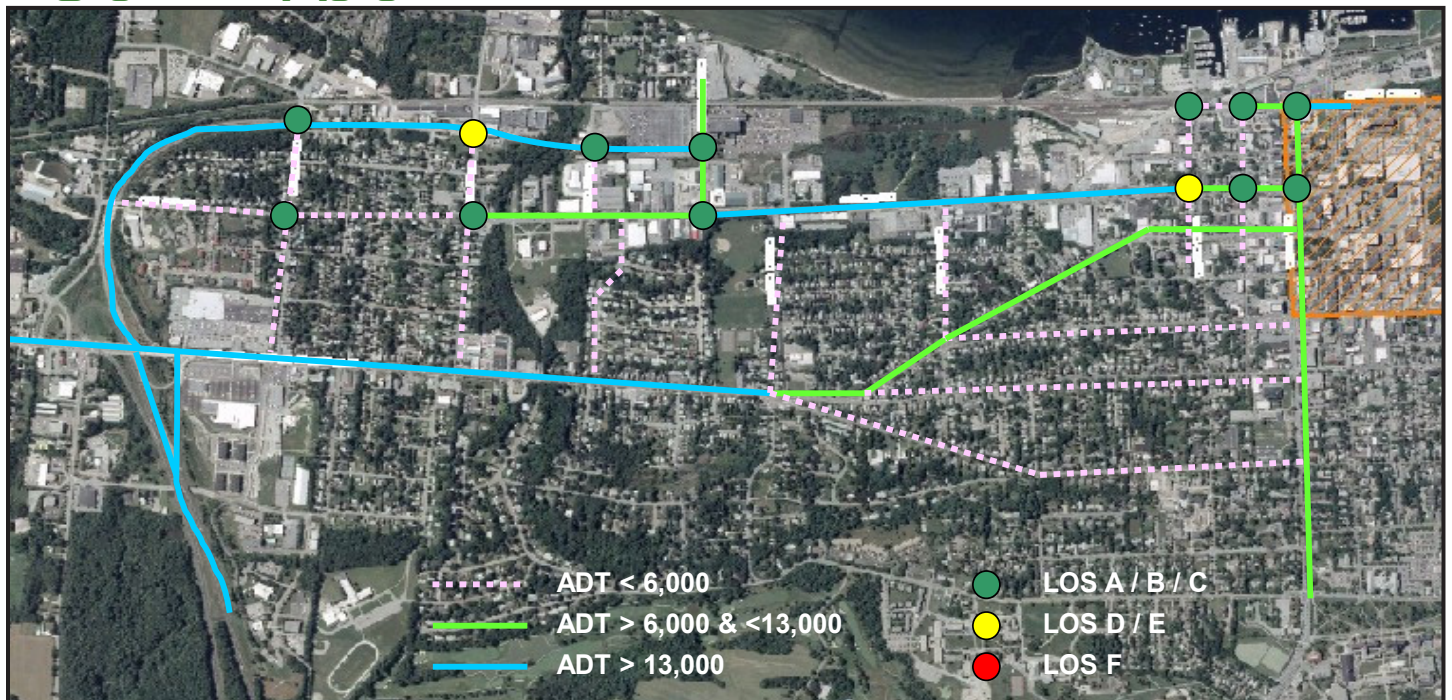 ADT < 6,000
ADT > 6,000 & <13,000
ADT > 13,000
LOS A / B / C
LOS D / E
LOS F